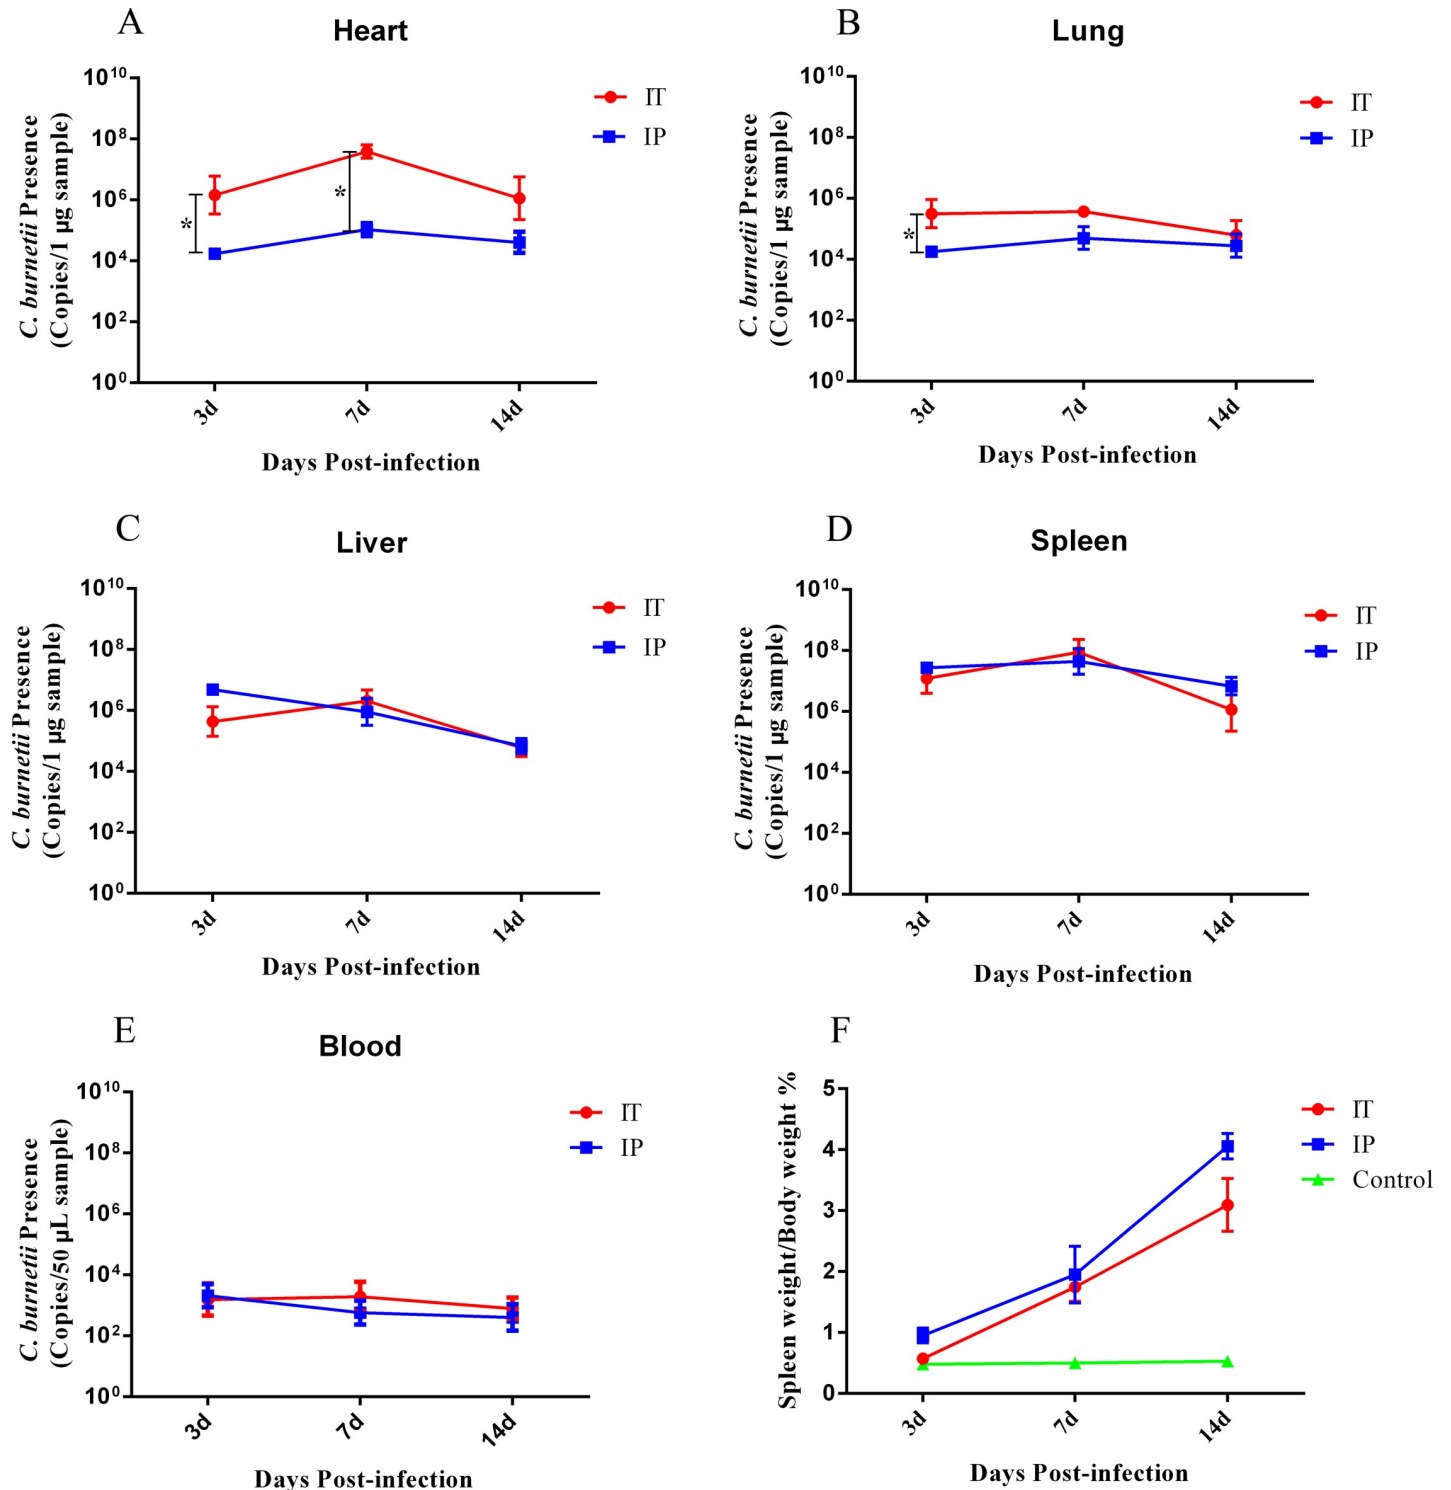 A
Heart
C. burnetii Presence
(Copies/1 µg sample)
10^10
10^8
10^6
10^4
10^2
10^0
*
*
IT
IP
3d
7d
14d
Days Post-infection
B
Lung
C. burnetii Presence
(Copies/1 µg sample)
10^10
10^8
10^6
10^4
10^2
10^0
*
IT
IP
3d
7d
14d
Days Post-infection
C
Liver
C. burnetii Presence
(Copies/1 µg sample)
10^10
10^8
10^6
10^4
10^2
10^0
IT
IP
3d
7d
14d
Days Post-infection
D
Spleen
C. burnetii Presence
(Copies/1 µg sample)
10^10
10^8
10^6
10^4
10^2
10^0
IT
IP
3d
7d
14d
Days Post-infection
E
Blood
C. burnetii Presence
(Copies/50 µL sample)
10^10
10^8
10^6
10^4
10^2
10^0
IT
IP
3d
7d
14d
Days Post-infection
F
Spleen weight/Body weight %
5
4
3
2
1
0
IT
IP
Control
3d
7d
14d
Days Post-infection